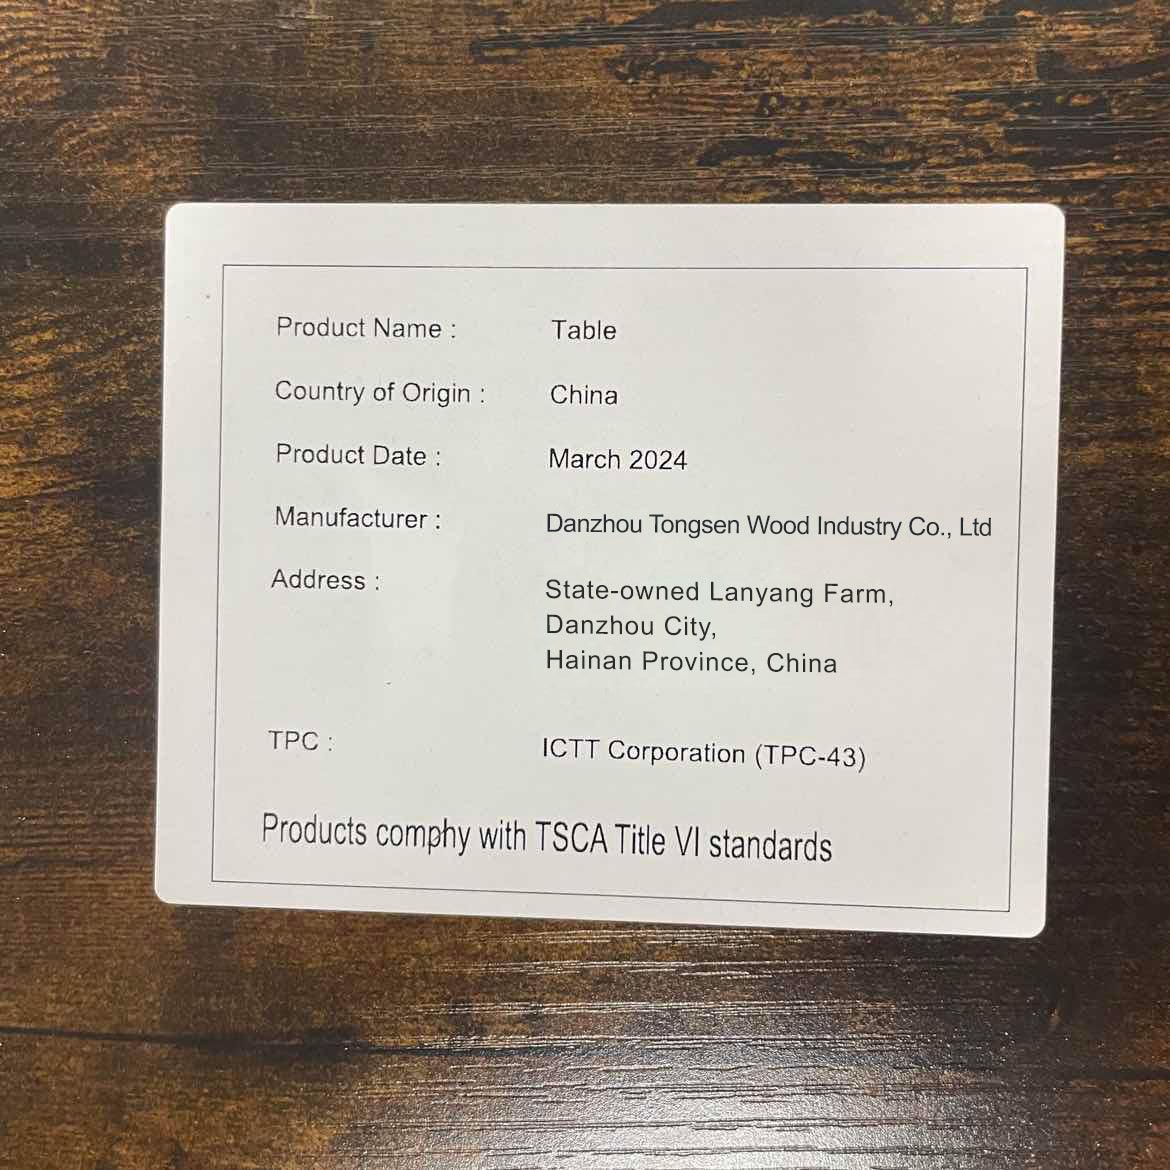 Product Name : Table
Country of Origin : China
Product Date : March 2024
Manufacturer : Danzhou Tongsen Wood Industry Co., Ltd
Address : State-owned Lanyang Farm,
Danzhou City,
Hainan Province, China
TPC : ICTT Corporation (TPC-43)
Products comphy with TSCA Title VI standards